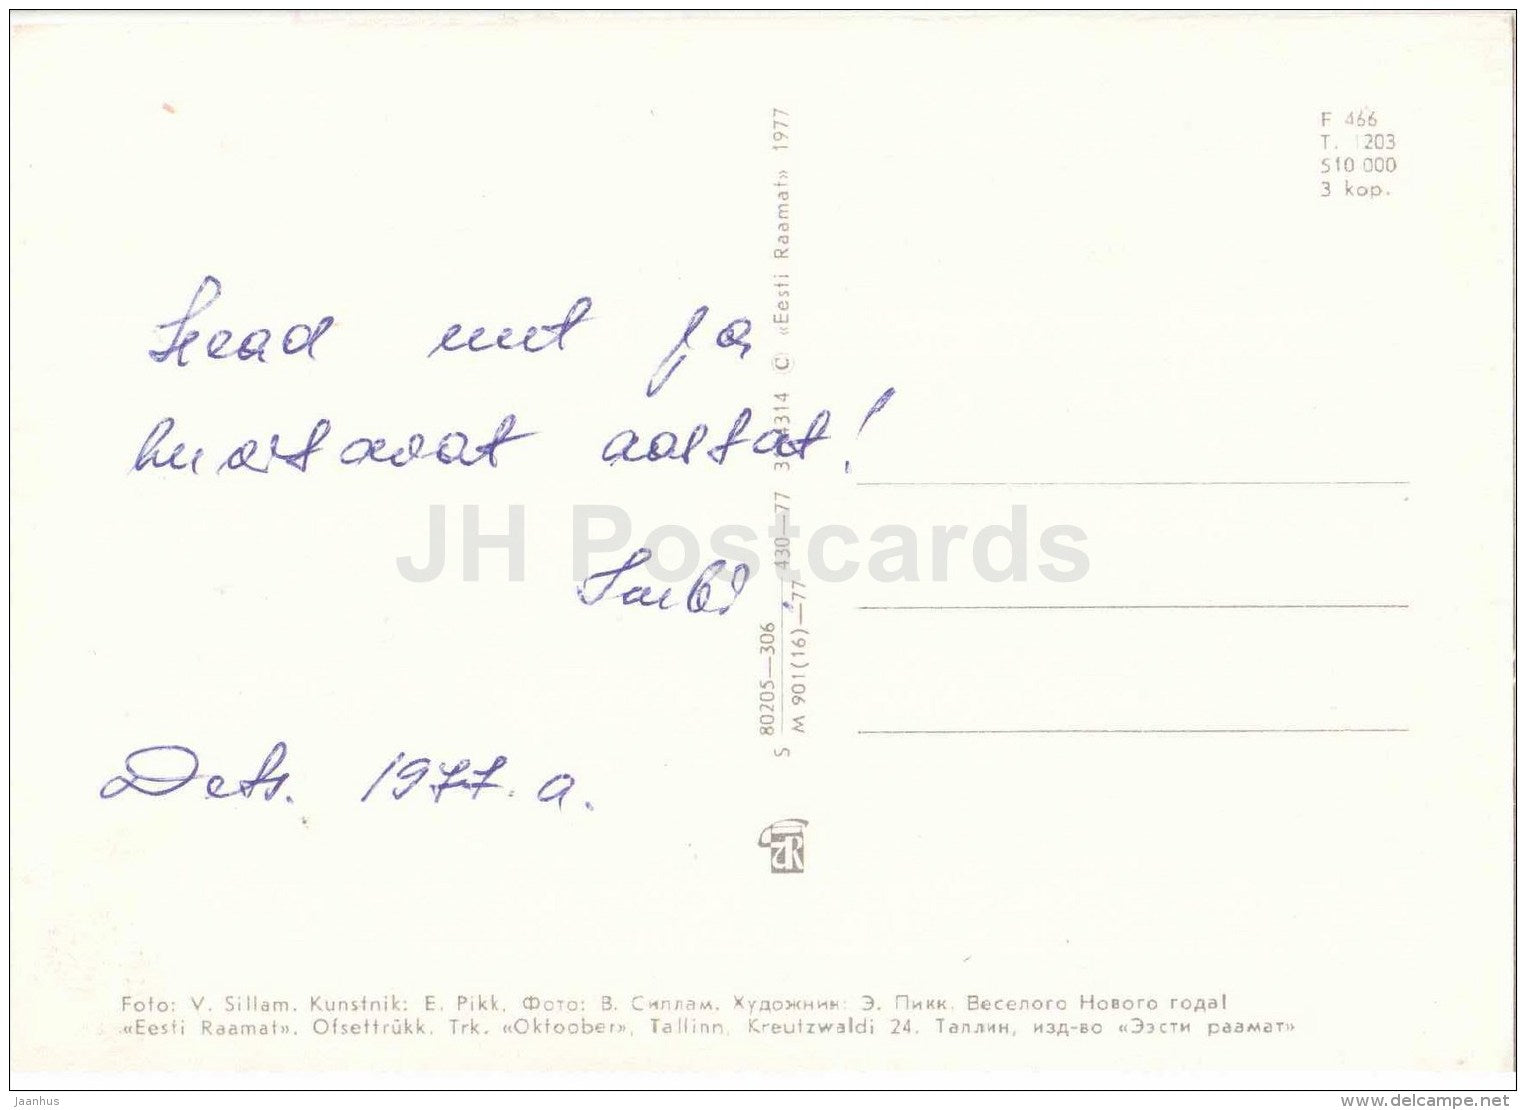 Head uut ja
huvitavat aastat!
Dets. 1977. a.
F 466
T. 1203
510 000
3 kop.
«Eesti Raamat» 1977
S 80205—306 430—77
M 901(16)—77
JH Postcards
Foto: V. Sillam. Kunstnik: E. Pikk. Фото: В. Силлам. Художник: Э. Пикк. Веселого Нового года!
«Eesti Raamat». Ofsettrükk. Trk. «Oktoober», Tallinn, Kreutzwaldi 24. Таллин, изд-во «Ээсти раамат»
Jaanhus
www.delcampe.net